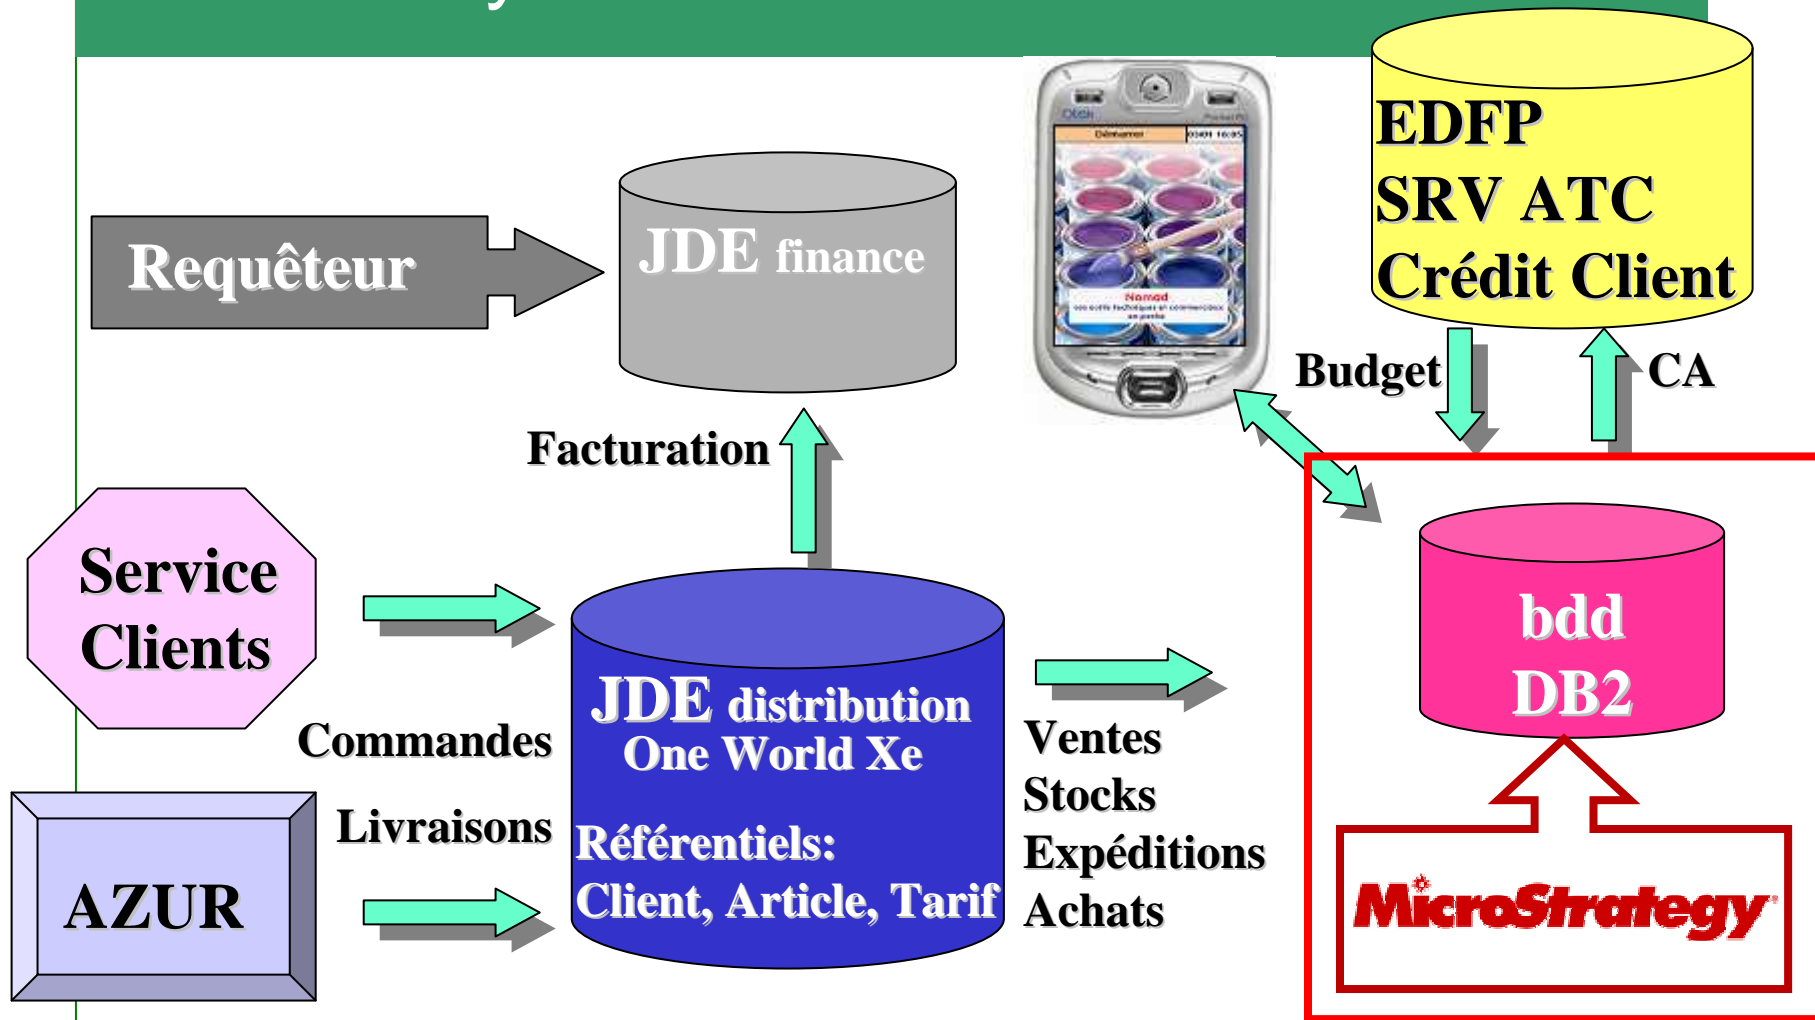 EDFP
SRV ATC
Crédit Client
Démarrer
Nomad
Requêteur
JDE finance
Budget
CA
Facturation
Service
Clients
bdd
DB2
JDE distribution
One World Xe
Commandes
Ventes
Stocks
Livraisons
Référentiels:
Expéditions
Client, Article, Tarif
Achats
AZUR
MicroStrategy